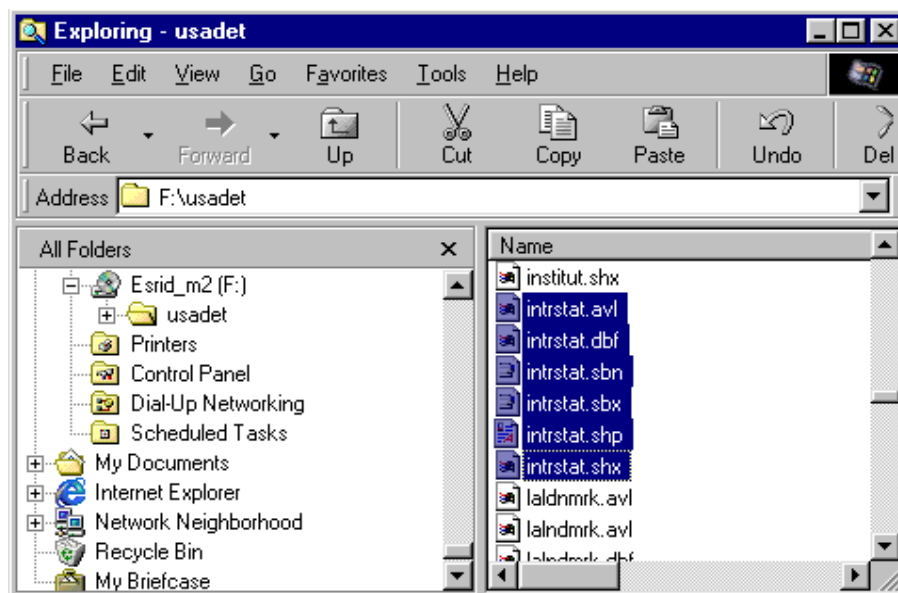 Exploring - usadet
File Edit View Go Favorites Tools Help
Back Forward Up Cut Copy Paste Undo Del
Address F:\usadet
All Folders
Esrid_m2 (F:)
usadet
Printers
Control Panel
Dial-Up Networking
Scheduled Tasks
My Documents
Internet Explorer
Network Neighborhood
Recycle Bin
My Briefcase
Name
institut.shx
intrstat.avl
intrstat.dbf
intrstat.sbn
intrstat.sbx
intrstat.shp
intrstat.shx
laldnmrk.avl
lalndmrk.avl
lalndmrk.dbf